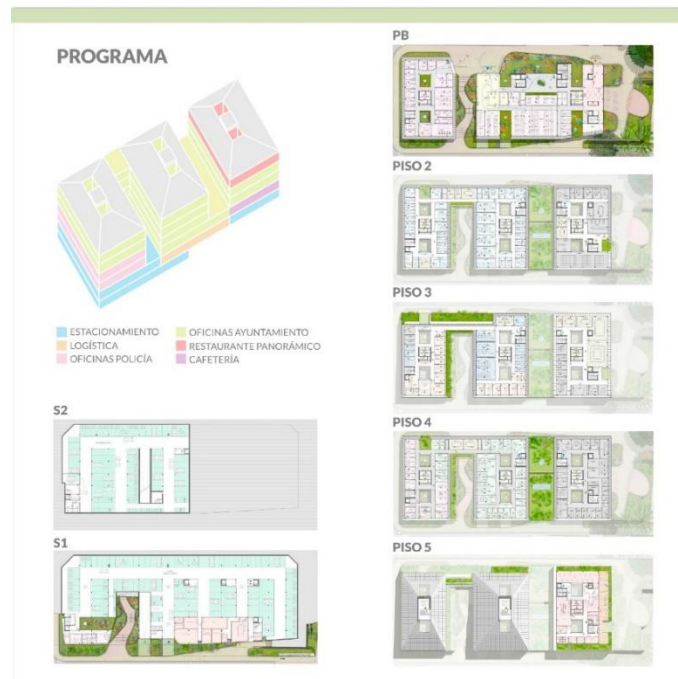 PROGRAMA
ESTACIONAMIENTO
LOGÍSTICA
OFICINAS POLICÍA
OFICINAS AYUNTAMIENTO
RESTAURANTE PANORÁMICO
CAFETERÍA
S2
S1
PB
PISO 2
PISO 3
PISO 4
PISO 5